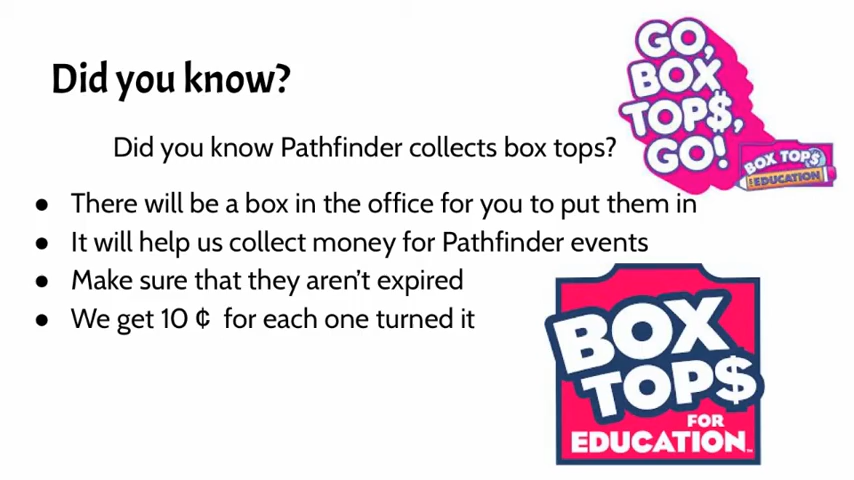 Did you know?
Did you know Pathfinder collects box tops?
● There will be a box in the office for you to put them in
● It will help us collect money for Pathfinder events
● Make sure that they aren't expired
● We get 10 ¢ for each one turned it
GO,
BOX
TOP$,
GO!
BOX TOP$
FOR EDUCATION
BOX
TOP$
FOR
EDUCATION™